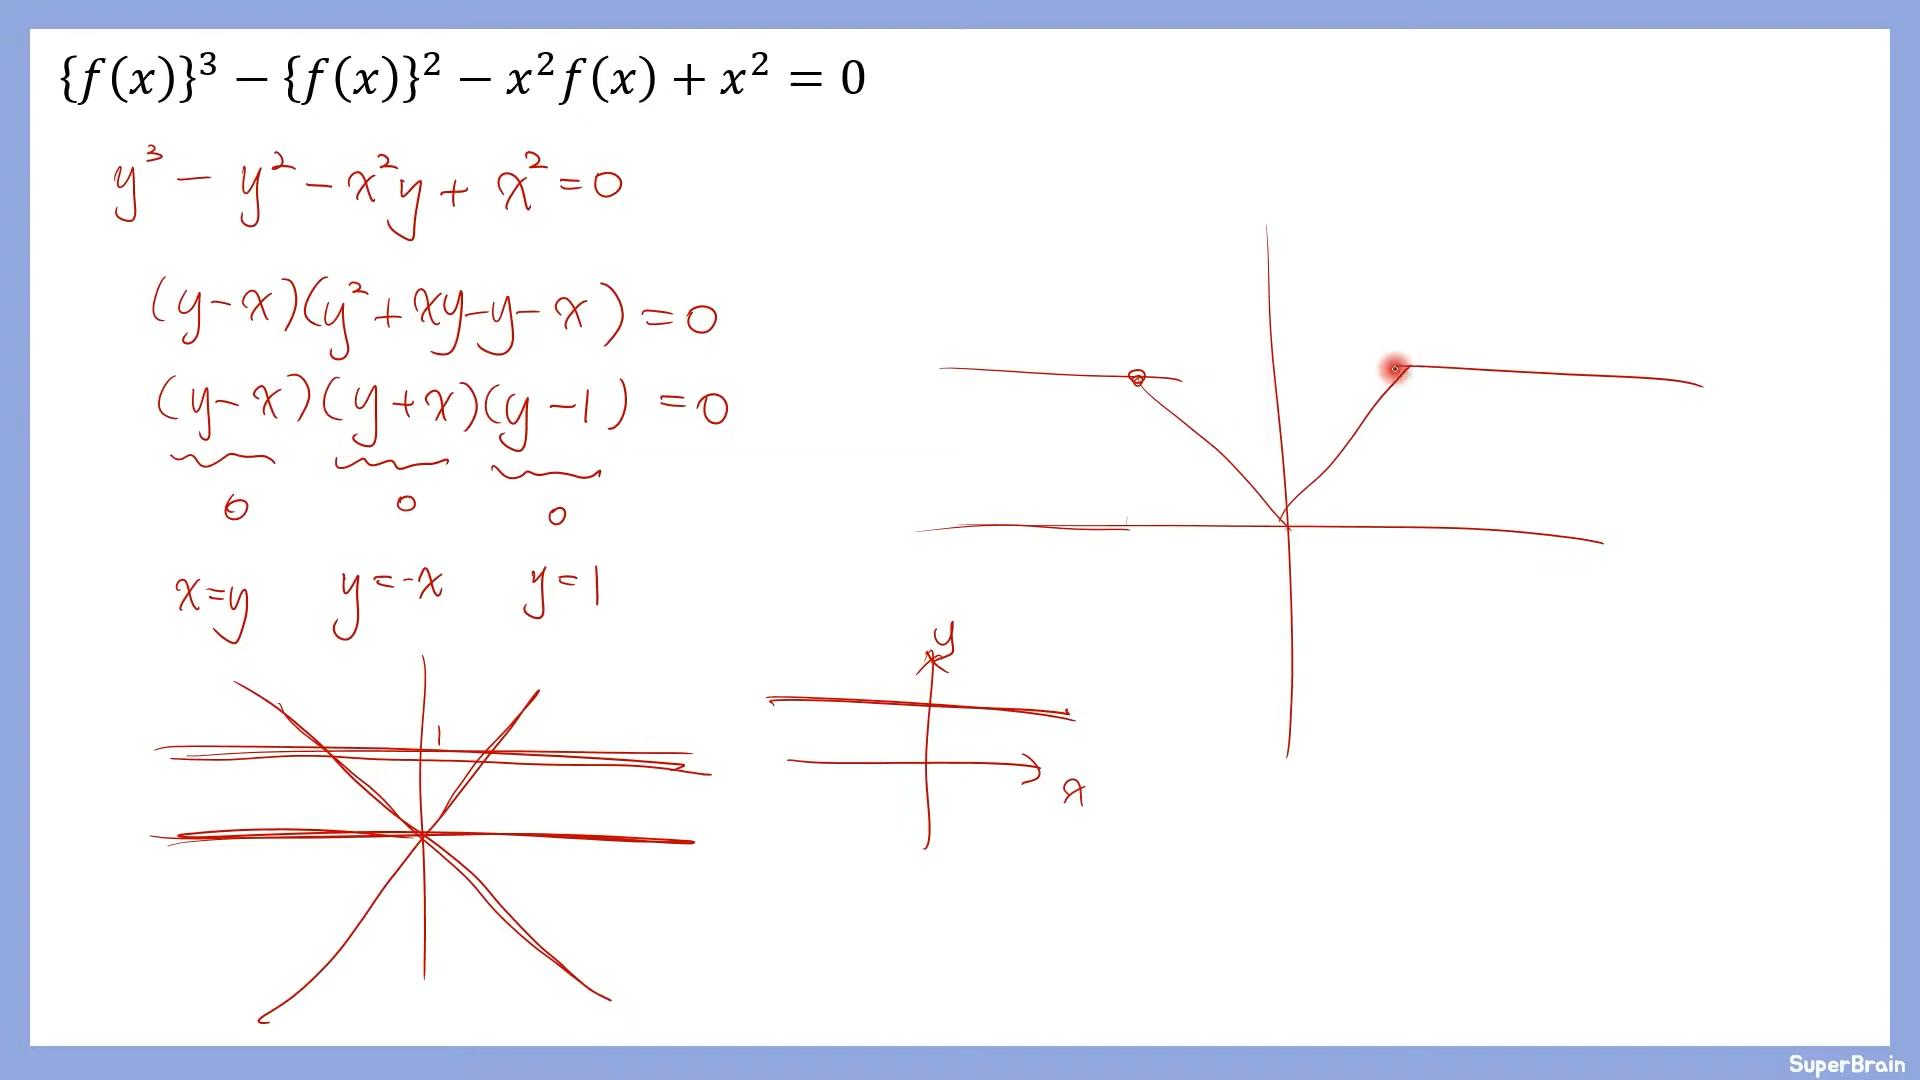 {f(x)}³ − {f(x)}² − x²f(x) + x² = 0
y³ − y² − x²y + x² = 0
(y−x)(y²+xy−y−x) = 0
(y−x)(y+x)(y−1) = 0
0 0 0
x=y y=−x y=1
1
y
x
SuperBrain